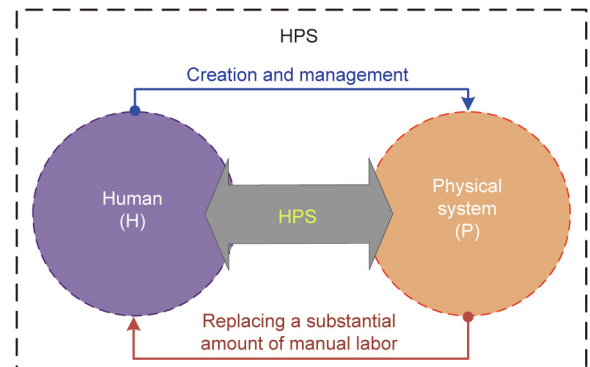 HPS
Creation and management
Human
(H)
HPS
Physical
system
(P)
Replacing a substantial
amount of manual labor